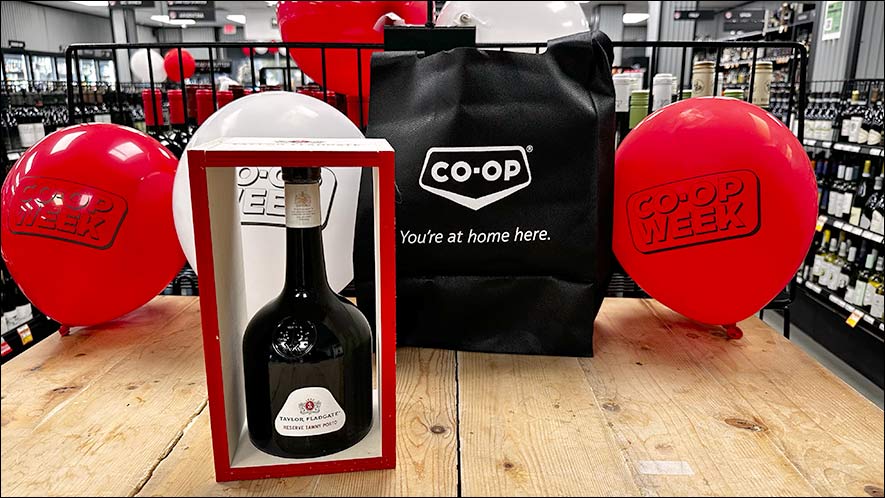 CO-OP
WEEK
CO-OP
WEEK
CO-OP®
You're at home here.
CO-OP
WEEK
TAYLOR FLADGATE
RESERVE TAWNY PORTO